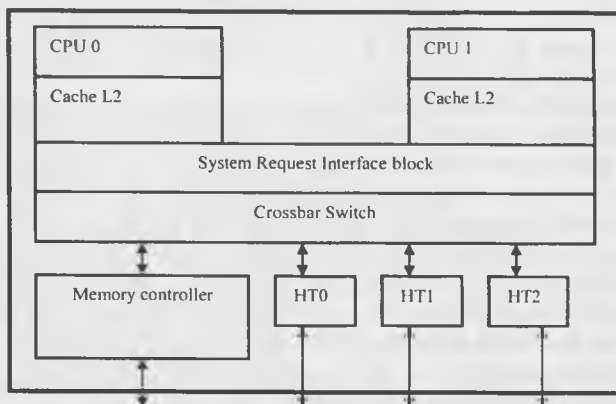 CPU 0
CPU 1
Cache L2
Cache L2
System Request Interface block
Crossbar Switch
Memory controller
HT0
HT1
HT2